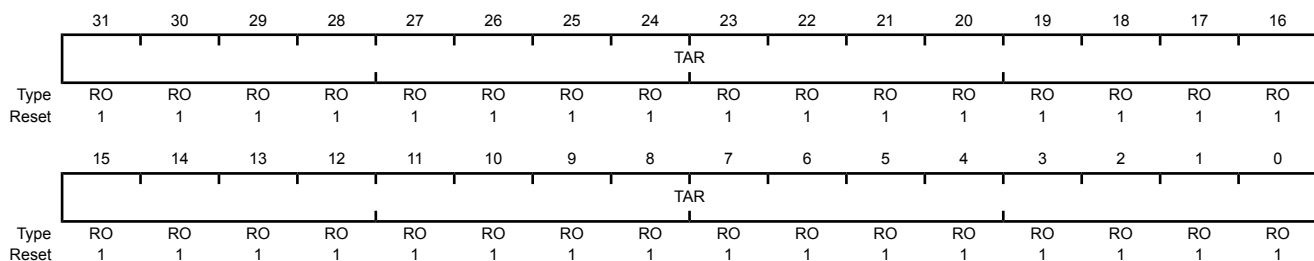 31 30 29 28 27 26 25 24 23 22 21 20 19 18 17 16
TAR
Type RO RO RO RO RO RO RO RO RO RO RO RO RO RO RO RO
Reset 1 1 1 1 1 1 1 1 1 1 1 1 1 1 1 1
15 14 13 12 11 10 9 8 7 6 5 4 3 2 1 0
TAR
Type RO RO RO RO RO RO RO RO RO RO RO RO RO RO RO RO
Reset 1 1 1 1 1 1 1 1 1 1 1 1 1 1 1 1